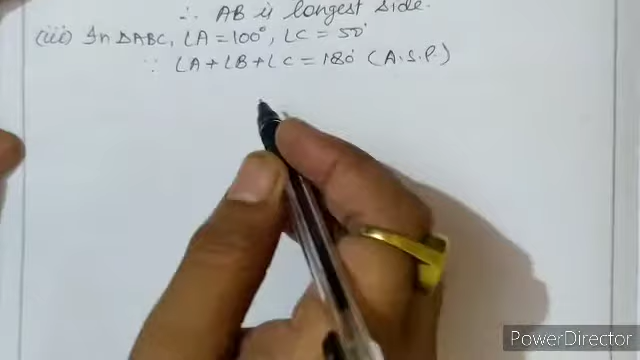 ∴ AB is longest side.
(iii) In ΔABC, ∠A = 100°, ∠C = 50°
∵ ∠A + ∠B + ∠C = 180° (A.S.P.)
PowerDirector